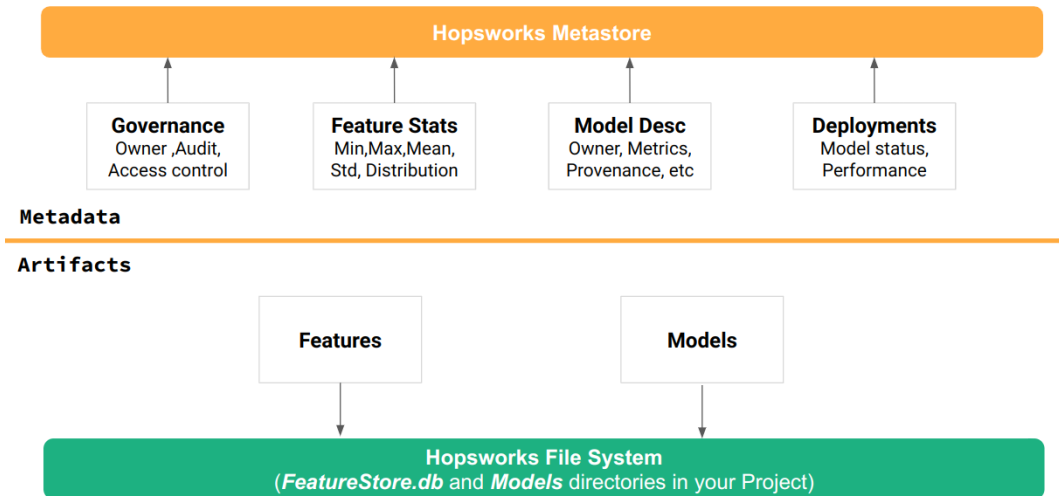 Hopsworks Metastore
Governance
Owner ,Audit,
Access control
Feature Stats
Min,Max,Mean,
Std, Distribution
Model Desc
Owner, Metrics,
Provenance, etc
Deployments
Model status,
Performance
Metadata
Artifacts
Features
Models
Hopsworks File System
(FeatureStore.db and Models directories in your Project)